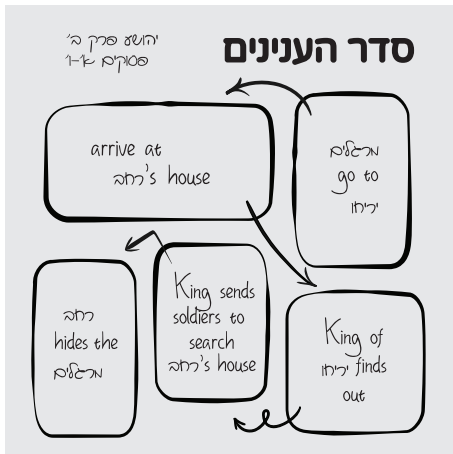 סדר הענינים
יהושע פרק ב'
פסוקים א'-ו'
מרגלים
go to
יריחו
arrive at
רחב's house
King of
יריחו finds
out
King sends
soldiers to
search
רחב's house
רחב
hides the
מרגלים